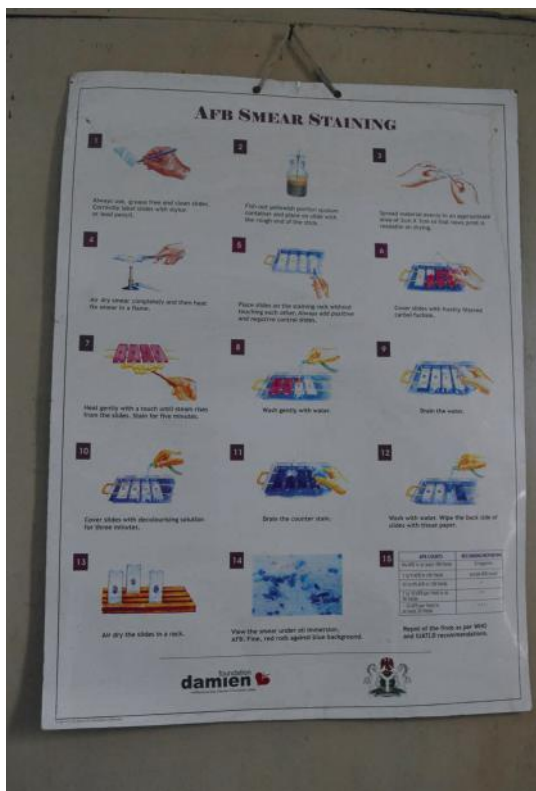 AFB SMEAR STAINING
1
2
3
Always use, grease free and clean slides.
Correctly label slides with stylus
or lead pencil.
Fish out yellowish portion sputum
container and place on slide with
the rough end of the stick.
Spread material evenly in an approximate
area of 2cm X 3cm so that news print is
readable on drying.
4
5
6
Air dry smear completely and then heat
fix smear in a flame.
Place slides on the staining rack without
touching each other. Always add positive
and negative control slides.
Cover slides with freshly filtered
carbol fuchsin.
7
8
9
Heat gently with a touch until steam rises
from the slides. Stain for five minutes.
Wash gently with water.
Drain the water.
10
11
12
Cover slides with decolourising solution
for three minutes.
Drain the counter stain.
Wash with water. Wipe the back side of
slides with tissue paper.
13
14
15
AFB COUNTS
Air dry the slides in a rack.
View the smear under oil immersion.
AFB: Fine, red rods against blue background.
Report of the finds as per WHO
and IUATLD recommendations.
foundation
damien